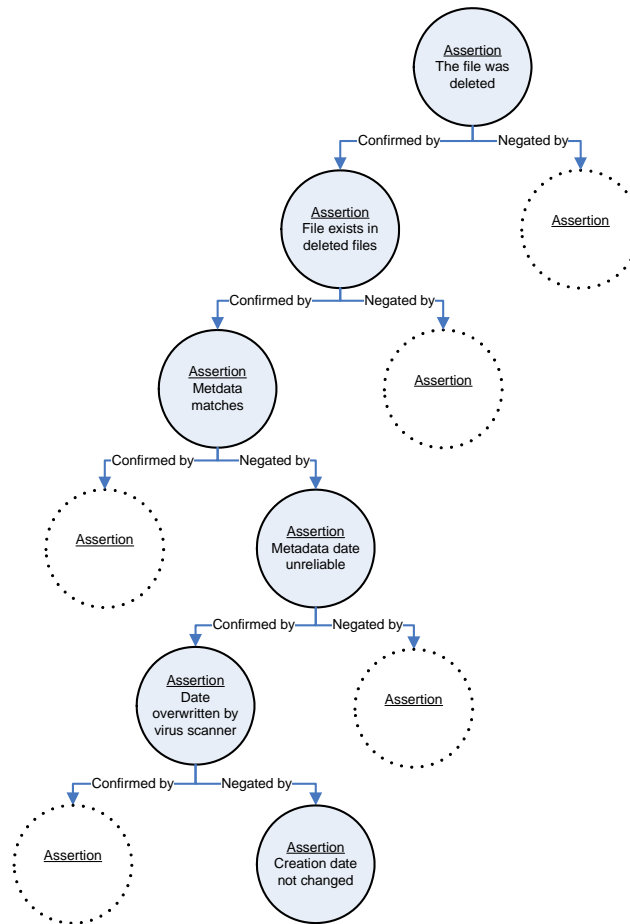 Assertion
The file was
deleted
Confirmed by
Negated by
Assertion
File exists in
deleted files
Assertion
Confirmed by
Negated by
Assertion
Metdata
matches
Assertion
Confirmed by
Negated by
Assertion
Assertion
Metadata date
unreliable
Confirmed by
Negated by
Assertion
Date
overwritten by
virus scanner
Assertion
Confirmed by
Negated by
Assertion
Assertion
Creation date
not changed